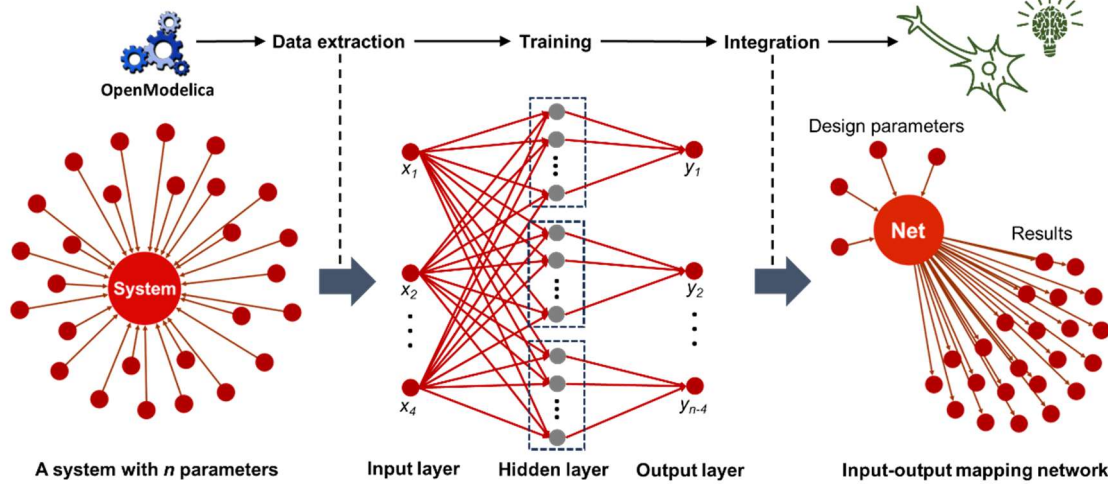 Data extraction
Training
Integration
OpenModelica
Design parameters
x1
y1
Net
Results
System
x2
y2
x4
yn-4
A system with n parameters
Input layer
Hidden layer
Output layer
Input-output mapping network